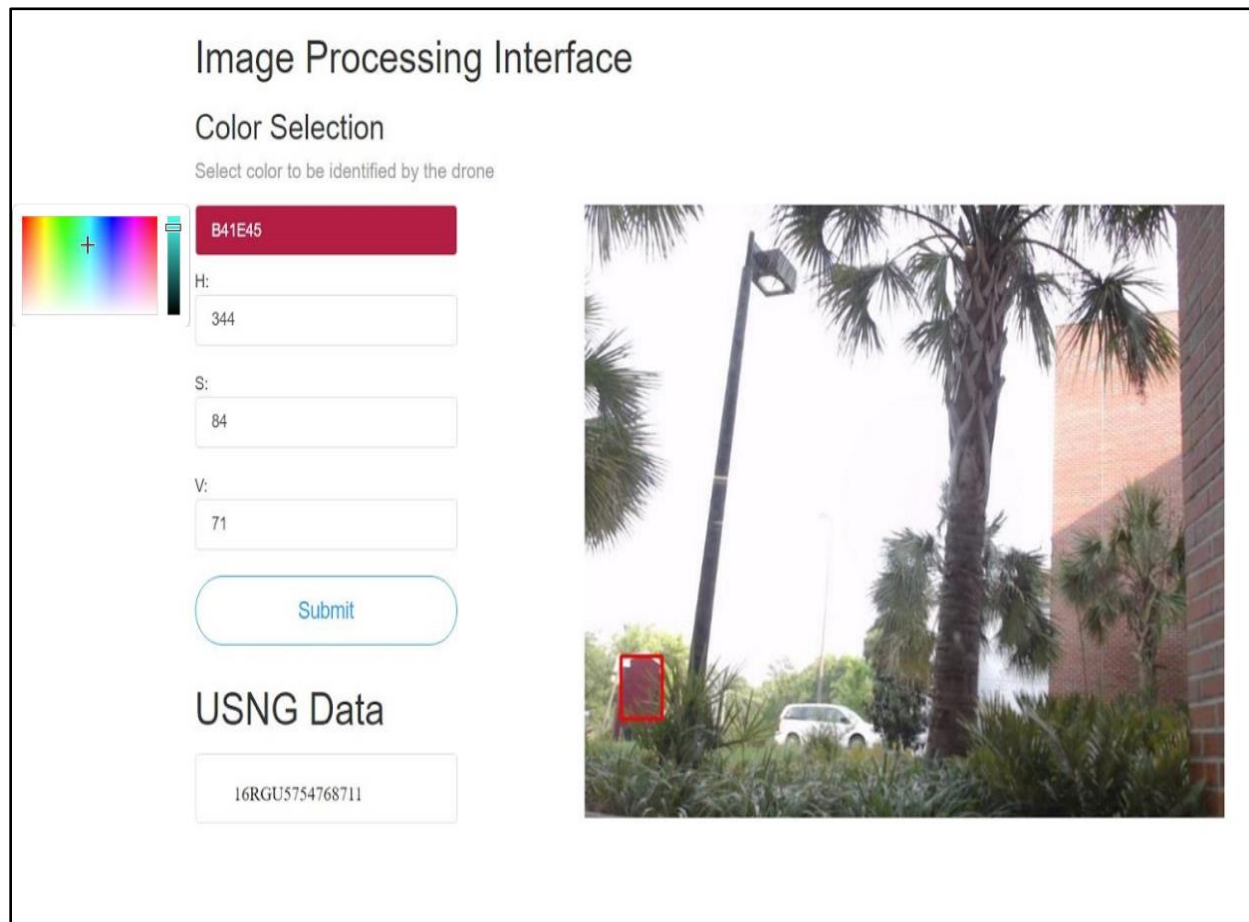 Image Processing Interface
Color Selection
Select color to be identified by the drone
B41E45
H:
344
S:
84
V:
71
Submit
USNG Data
16RGU5754768711